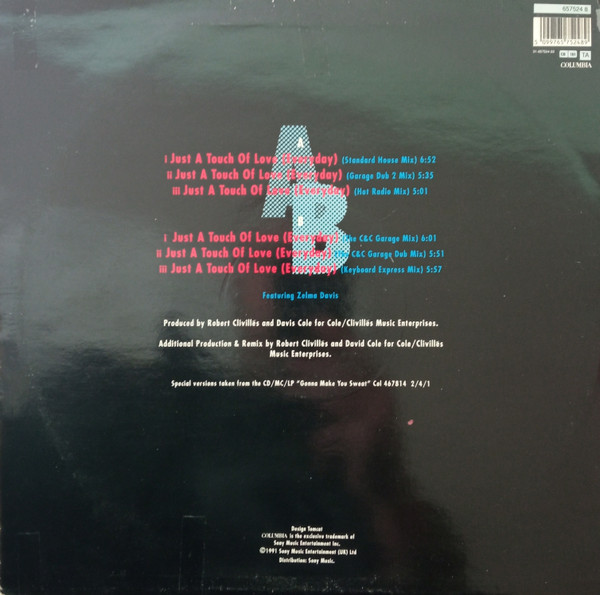 657524 6
5 099765 752489
COLUMBIA
A
i Just A Touch Of Love (Everyday) (Standard House Mix) 6:52
ii Just A Touch Of Love (Everyday) (Garage Dub 2 Mix) 5:35
iii Just A Touch Of Love (Everyday) (Hot Radio Mix) 5:01
B
i Just A Touch Of Love (Everyday) (The C&C Garage Mix) 6:01
ii Just A Touch Of Love (Everyday) (The C&C Garage Dub Mix) 5:51
iii Just A Touch Of Love (Everyday) (Keyboard Express Mix) 5:57
Featuring Zelma Davis
Produced by Robert Clivillés and Davis Cole for Cole/Clivillés Music Enterprises.
Additional Production & Remix by Robert Clivillés and David Cole for Cole/Clivillés
Music Enterprises.
Special versions taken from the CD/MC/LP "Gonna Make You Sweat" Col 467814 2/4/1
Design Tomcat
COLUMBIA is the exclusive trademark of
Sony Music Entertainment Inc.
©1991 Sony Music Entertainment (UK) Ltd
Distribution: Sony Music.